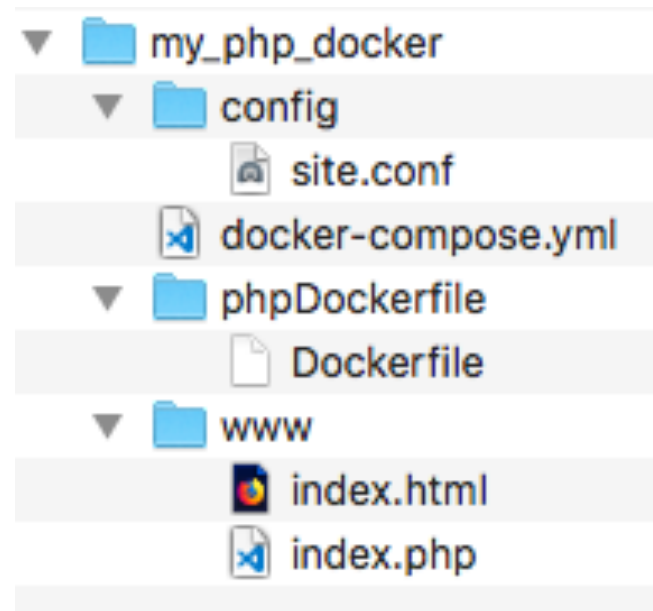 my_php_docker
config
site.conf
docker-compose.yml
phpDockerfile
Dockerfile
www
index.html
index.php